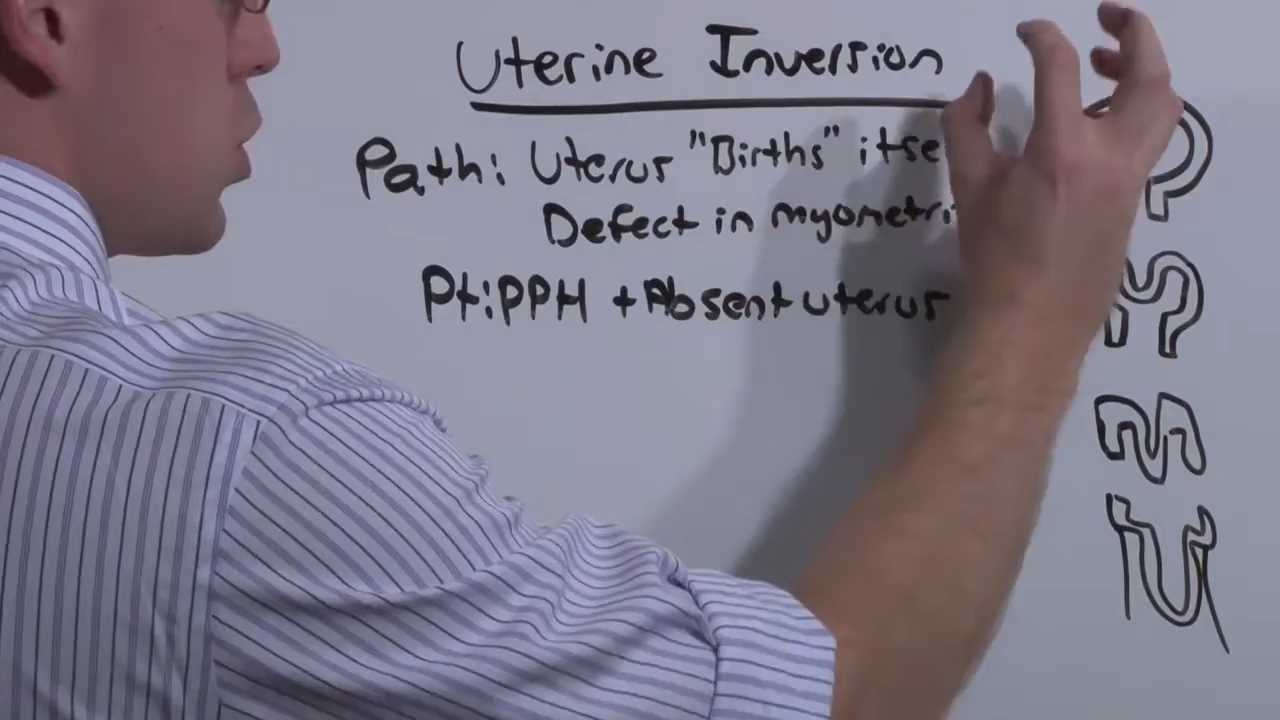 Uterine Inversion
Path: Uterus "Births" itse
Defect in myometri
Pt: PPH + Absent uterus